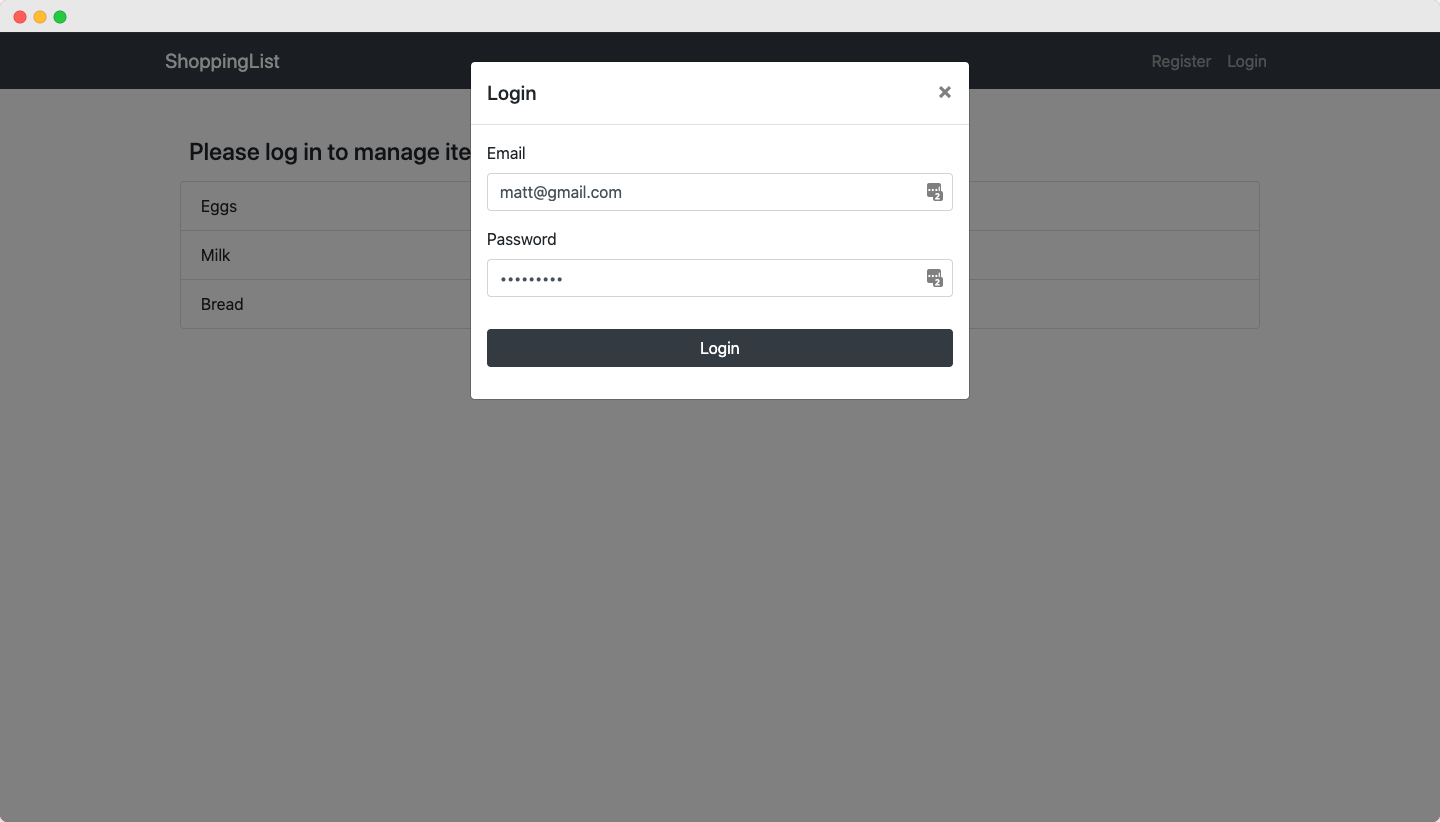 ShoppingList
Register Login
Login ×
Please log in to manage ite
Email
matt@gmail.com
Eggs
Password
Milk
•••••••••
Bread
Login